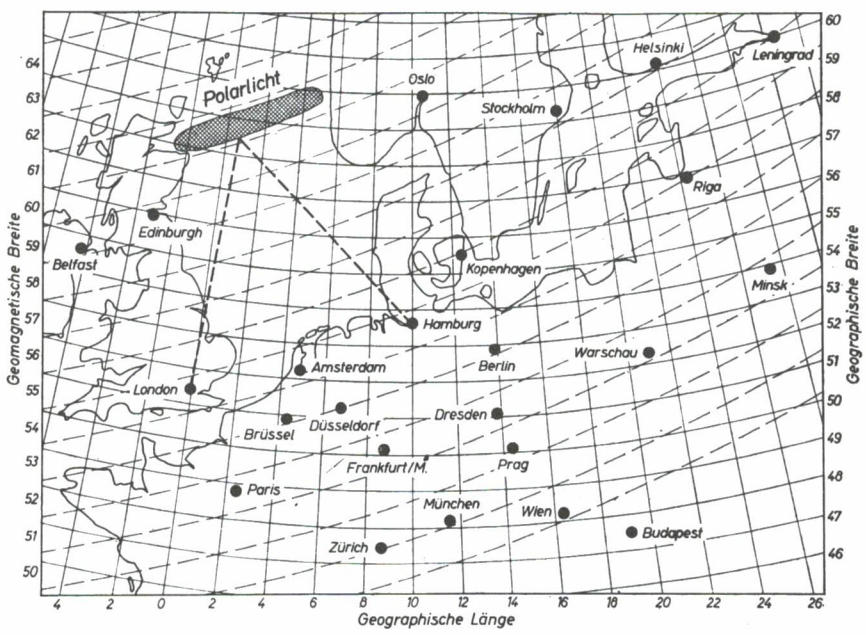 60
Helsinki
Leningrad
64
59
Oslo
Polarlicht
63
58
Stockholm
62
57
61
56
Riga
60
55
Edinburgh
59
54
Belfast
Kopenhagen
Minsk
58
53
57
Hamburg
52
Geomagnetische Breite
Geographische Breite
56
Berlin
Warschau
51
Amsterdam
55
London
50
54
Dresden
Brüssel
Düsseldorf
49
53
Frankfurt/M.
Prag
48
52
Paris
München
Wien
47
51
Budapest
Zürich
46
50
4 2 0 2 4 6 8 10 12 14 16 18 20 22 24 26
Geographische Länge